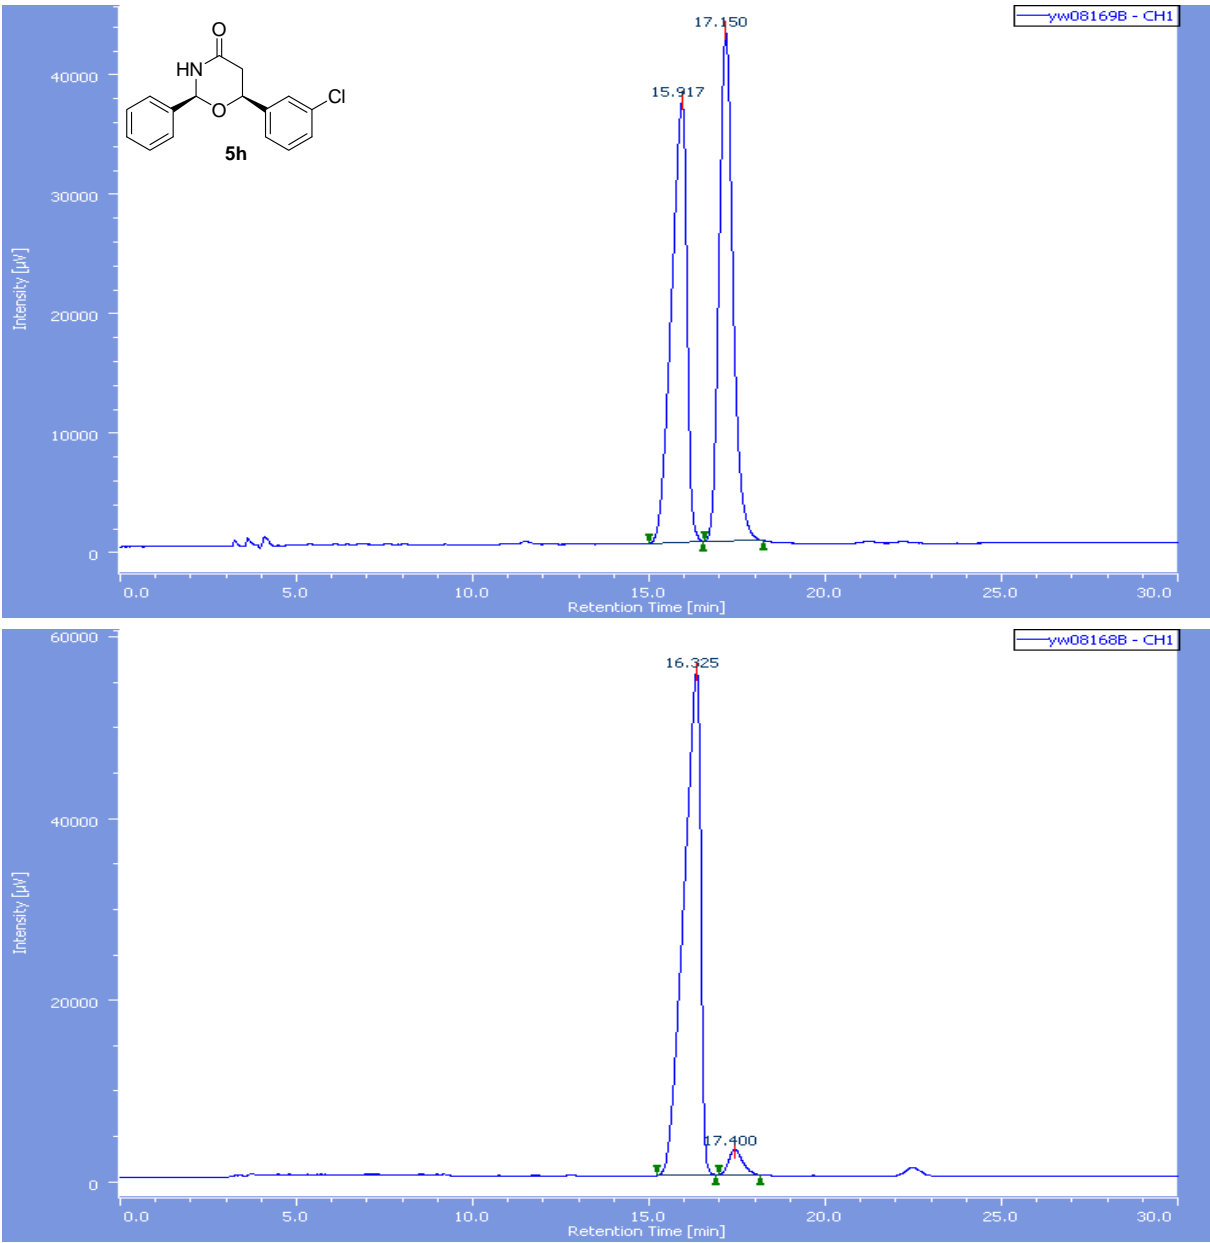 yw08169B - CH1
17.150
15.917
O
HN
O
Cl
5h
40000
30000
20000
10000
0
Intensity [µV]
0.0 5.0 10.0 15.0 20.0 25.0 30.0
Retention Time [min]
yw08168B - CH1
60000
16.325
40000
20000
17.400
0
Intensity [µV]
0.0 5.0 10.0 15.0 20.0 25.0 30.0
Retention Time [min]